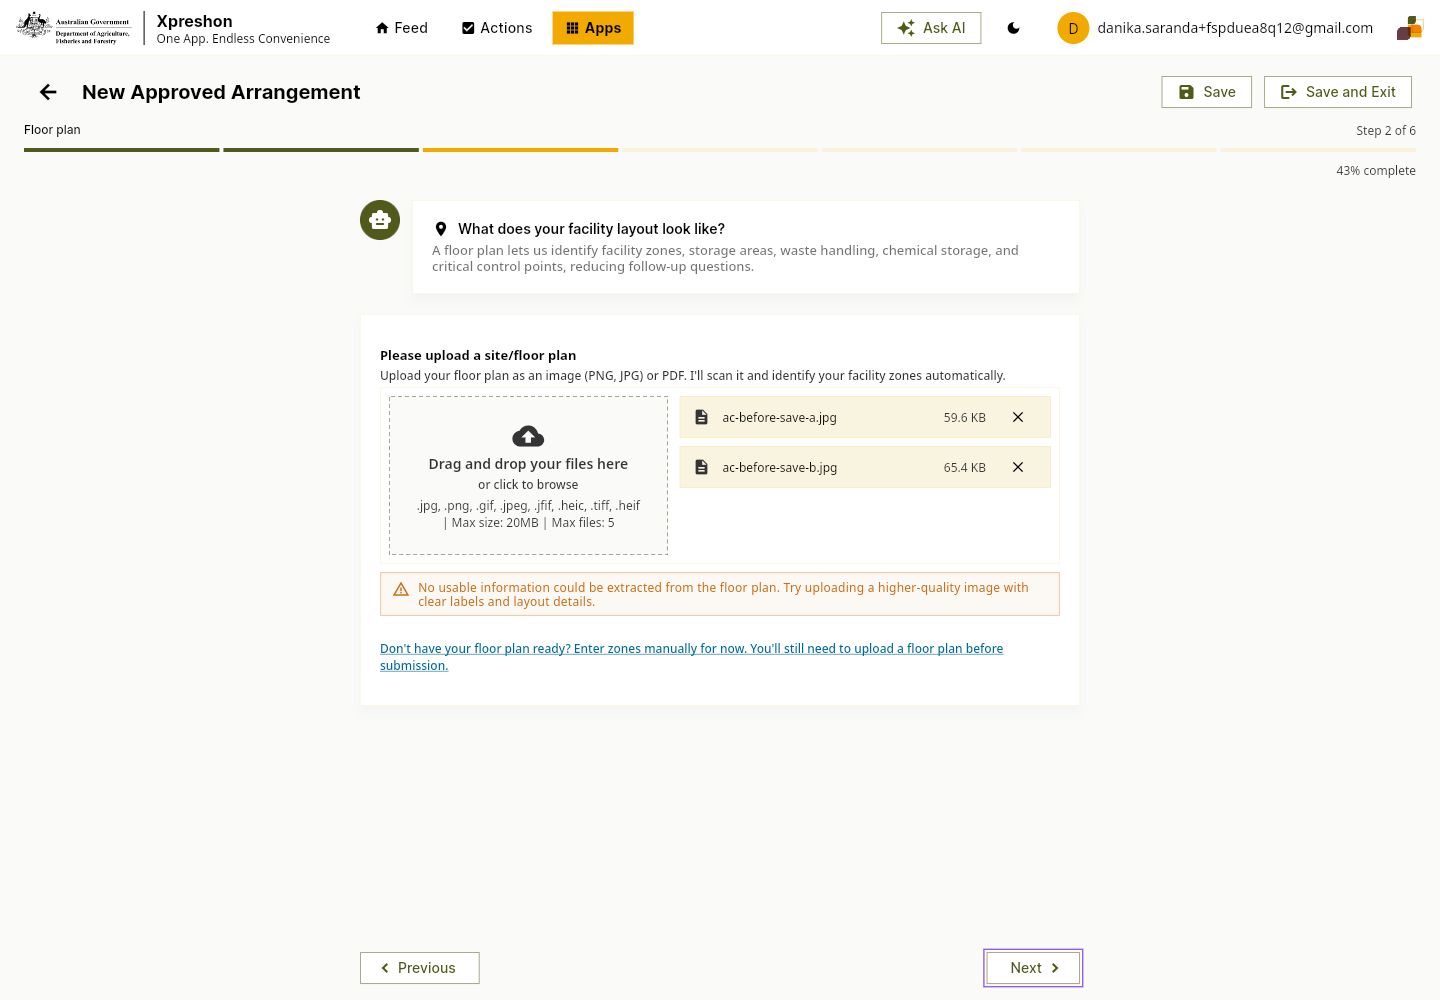 Australian Government
Department of Agriculture,
Fisheries and Forestry
Xpreshon
One App. Endless Convenience
Feed
Actions
Apps
Ask AI
D
danika.saranda+fspduea8q12@gmail.com
New Approved Arrangement
Save
Save and Exit
Floor plan
Step 2 of 6
43% complete
What does your facility layout look like?
A floor plan lets us identify facility zones, storage areas, waste handling, chemical storage, and
critical control points, reducing follow-up questions.
Please upload a site/floor plan
Upload your floor plan as an image (PNG, JPG) or PDF. I'll scan it and identify your facility zones automatically.
Drag and drop your files here
or click to browse
.jpg, .png, .gif, .jpeg, .jfif, .heic, .tiff, .heif
| Max size: 20MB | Max files: 5
ac-before-save-a.jpg
59.6 KB
ac-before-save-b.jpg
65.4 KB
No usable information could be extracted from the floor plan. Try uploading a higher-quality image with
clear labels and layout details.
Don't have your floor plan ready? Enter zones manually for now. You'll still need to upload a floor plan before
submission.
Previous
Next